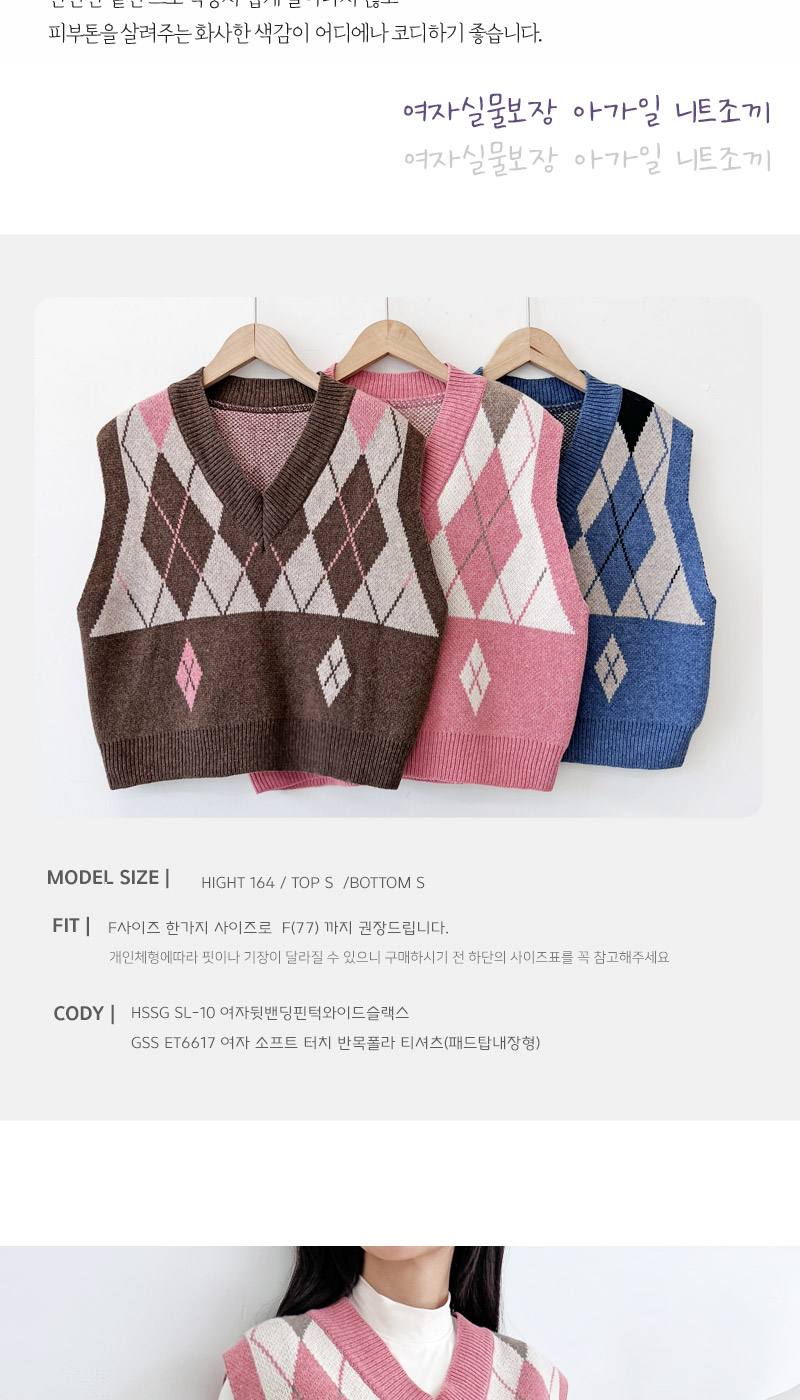 피부톤을 살려주는 화사한 색감이 어디에나 코디하기 좋습니다.
여자실물보장 아가일 니트조끼
여자실물보장 아가일 니트조끼
MODEL SIZE | HIGHT 164 / TOP S /BOTTOM S
FIT | F사이즈 한가지 사이즈로 F(77) 까지 권장드립니다.
개인체형에따라 핏이나 기장이 달라질 수 있으니 구매하시기 전 하단의 사이즈표를 꼭 참고해주세요
CODY | HSSG SL-10 여자뒷밴딩핀턱와이드슬랙스
GSS ET6617 여자 소프트 터치 반목폴라 티셔츠(패드탑내장형)